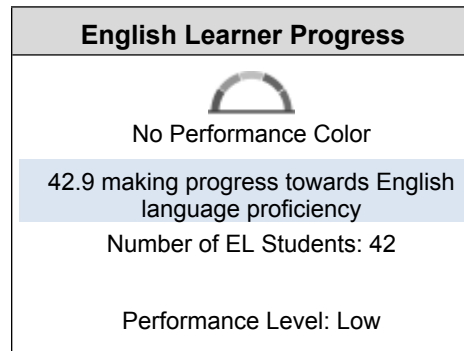 English Learner Progress
No Performance Color
42.9 making progress towards English
language proficiency
Number of EL Students: 42
Performance Level: Low